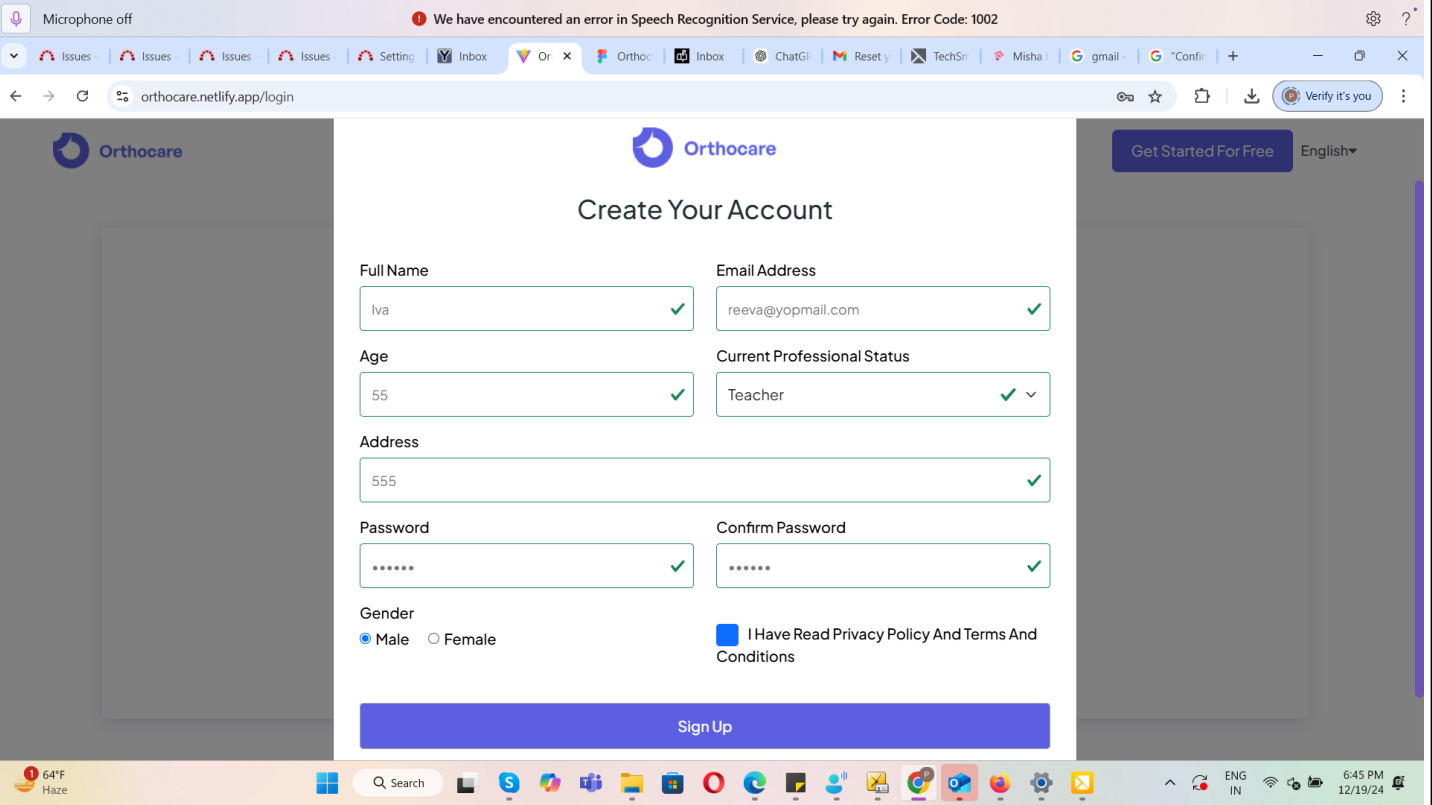 Microphone off
We have encountered an error in Speech Recognition Service, please try again. Error Code: 1002
?
Issues -
Issues -
Issues -
Issues
Setting
Inbox
Or
Orthoc
Inbox
ChatGP
Reset y
TechSm
Misha
gmail -
"Confir
orthocare.netlify.app/login
Verify it's you
Orthocare
Orthocare
Get Started For Free
English
Create Your Account
Full Name
Email Address
Iva
reeva@yopmail.com
Age
Current Professional Status
55
Teacher
Address
555
Password
Confirm Password
Gender
Male
Female
I Have Read Privacy Policy And Terms And
Conditions
Sign Up
1
64°F
Haze
Search
ENG
IN
6:45 PM
12/19/24